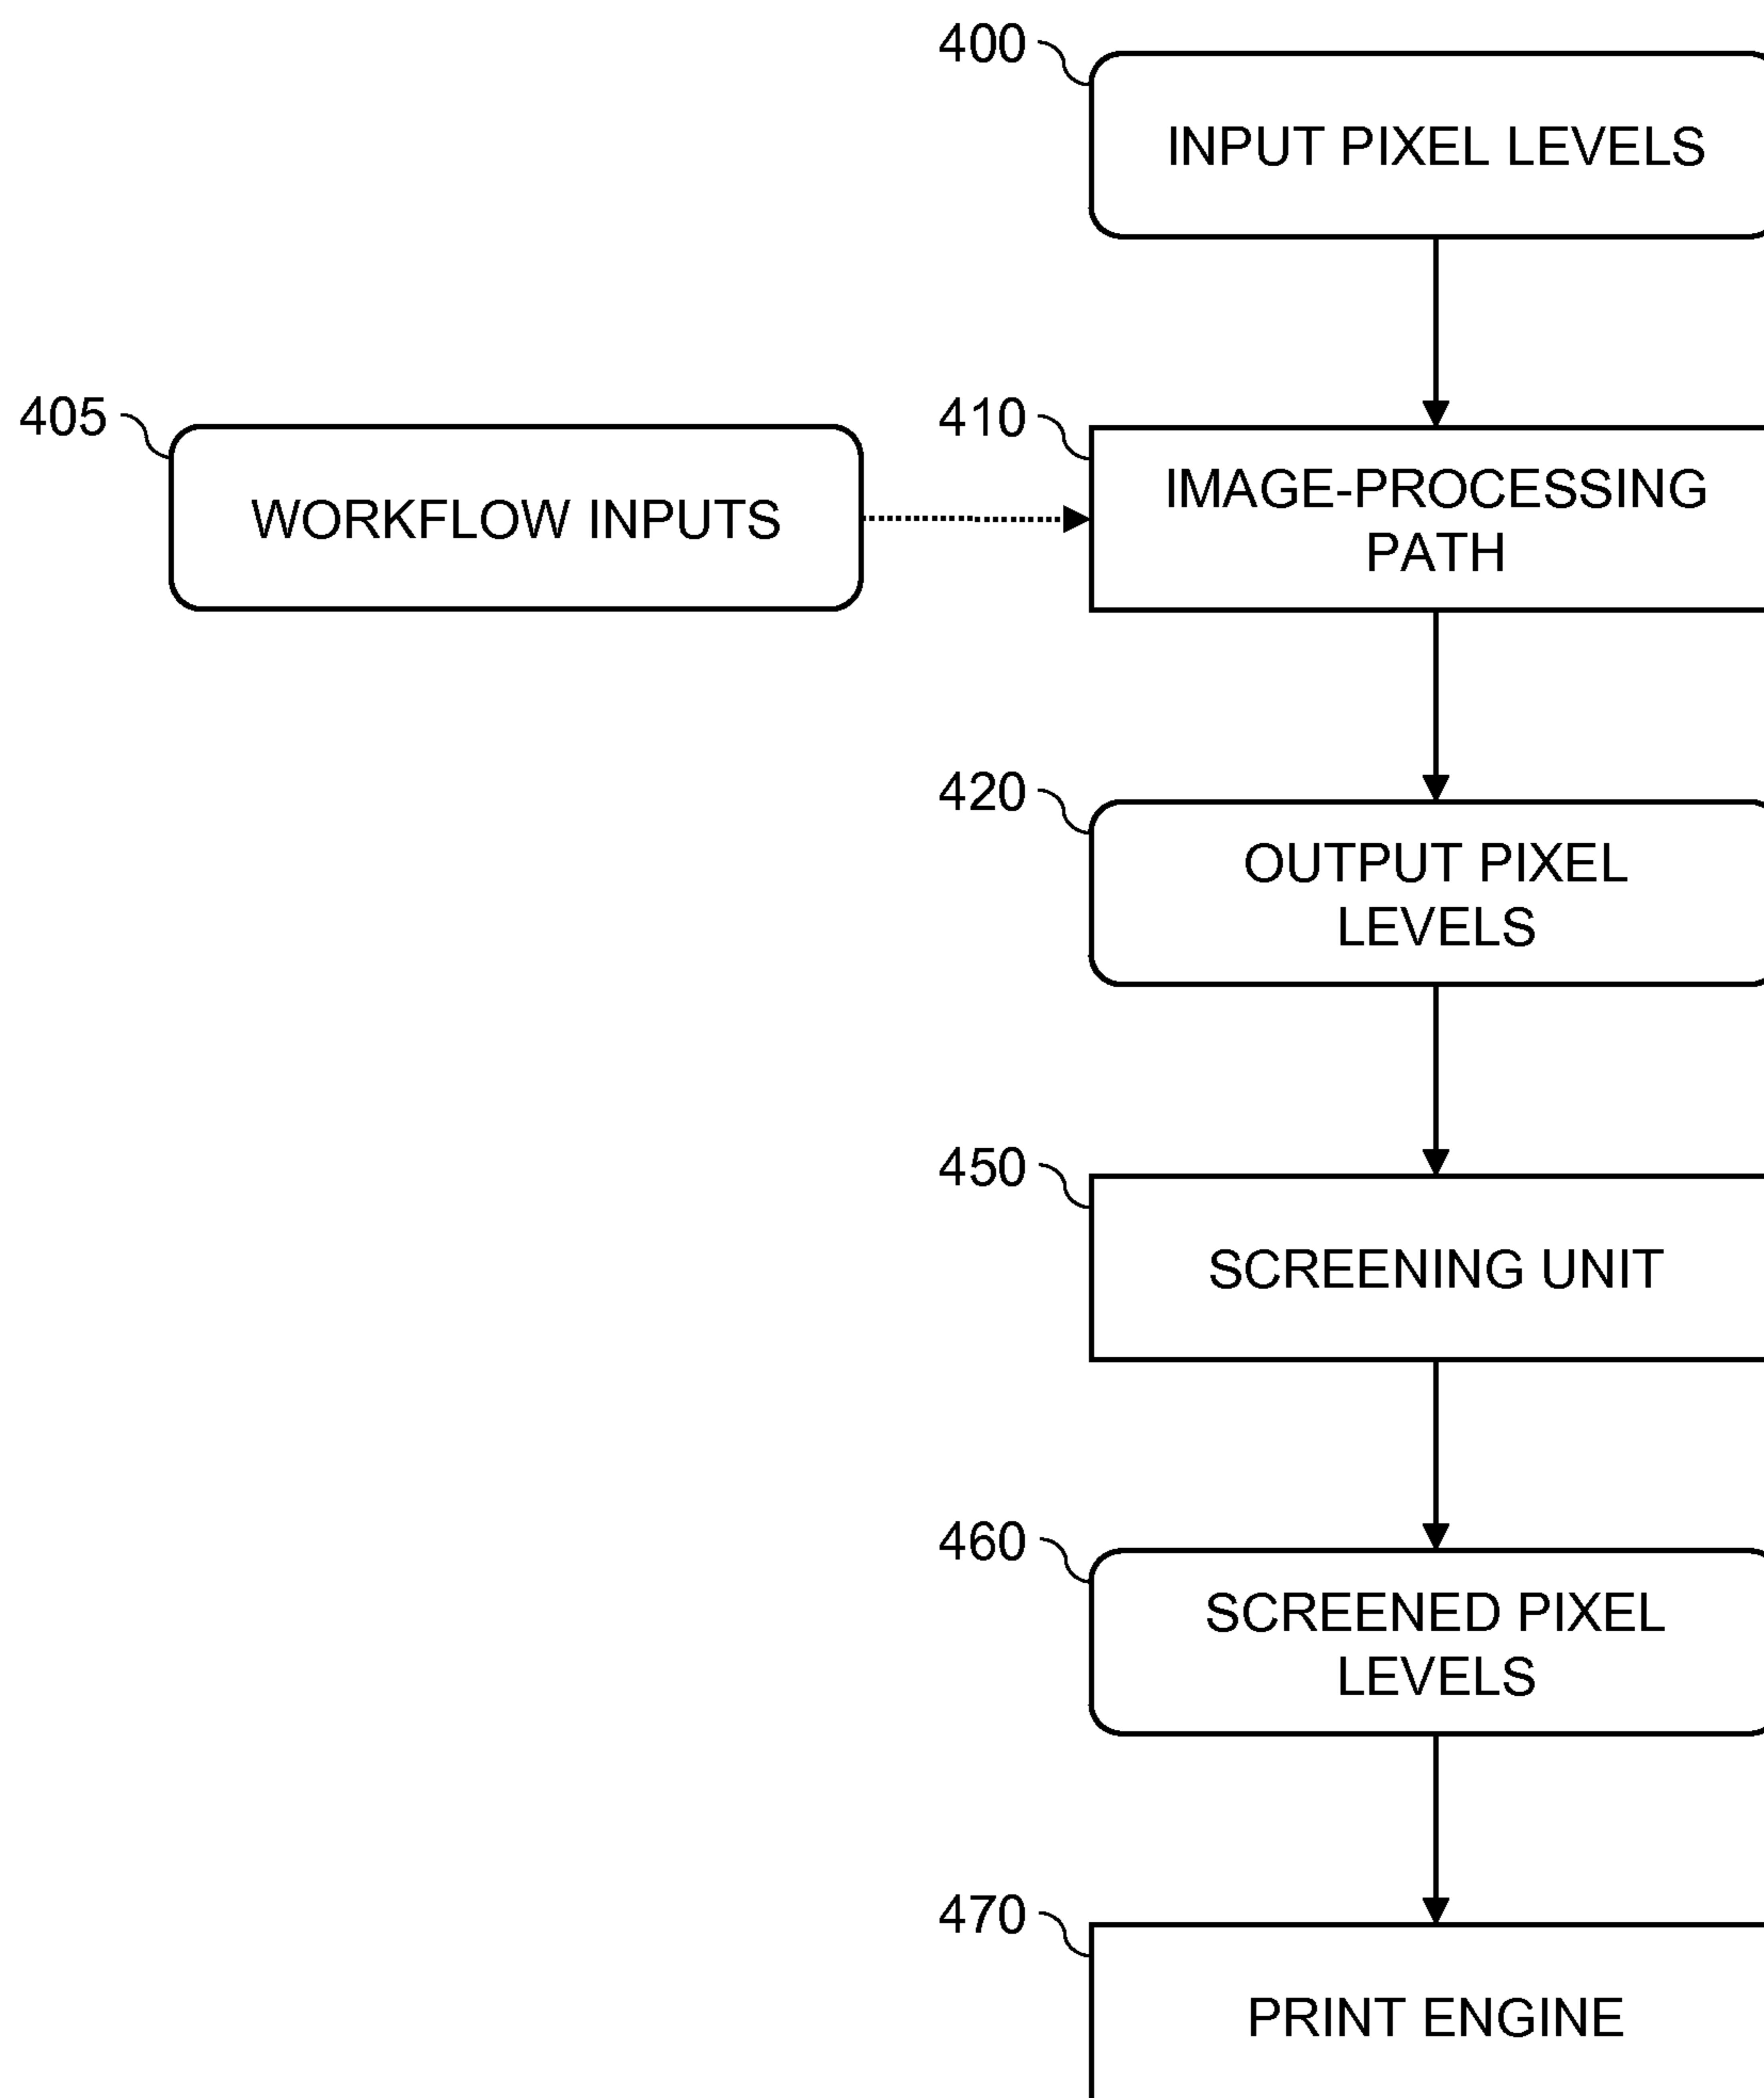 400
INPUT PIXEL LEVELS
405
WORKFLOW INPUTS
410
IMAGE-PROCESSING
PATH
420
OUTPUT PIXEL
LEVELS
450
SCREENING UNIT
460
SCREENED PIXEL
LEVELS
470
PRINT ENGINE